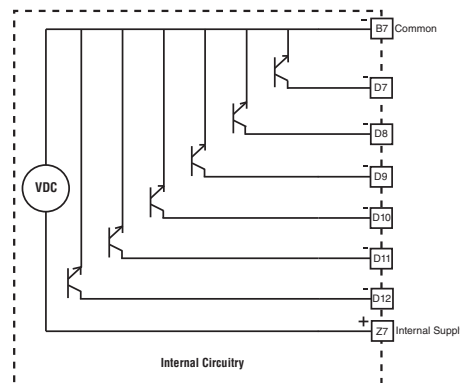 - B7 Common
- D7
- D8
- D9
VDC
- D10
- D11
- D12
+ Z7 Internal Suppl
Internal Circuitry